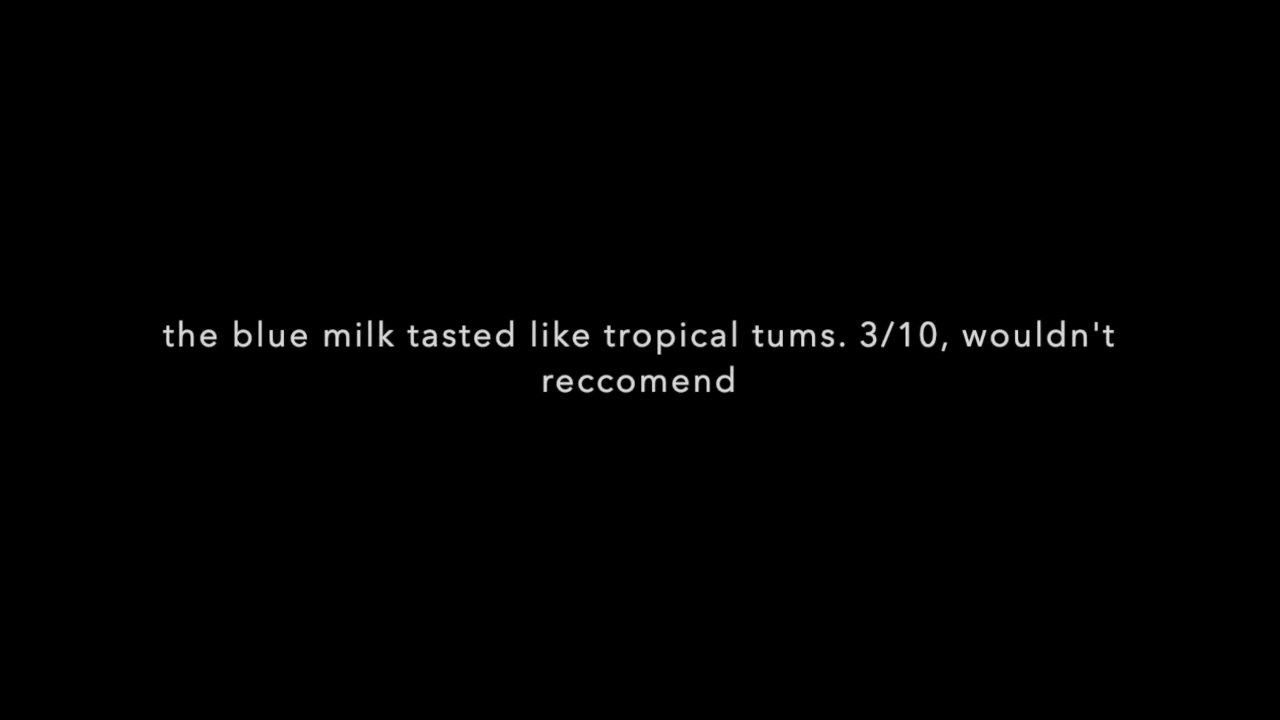 the blue milk tasted like tropical tums. 3/10, wouldn't
reccomend